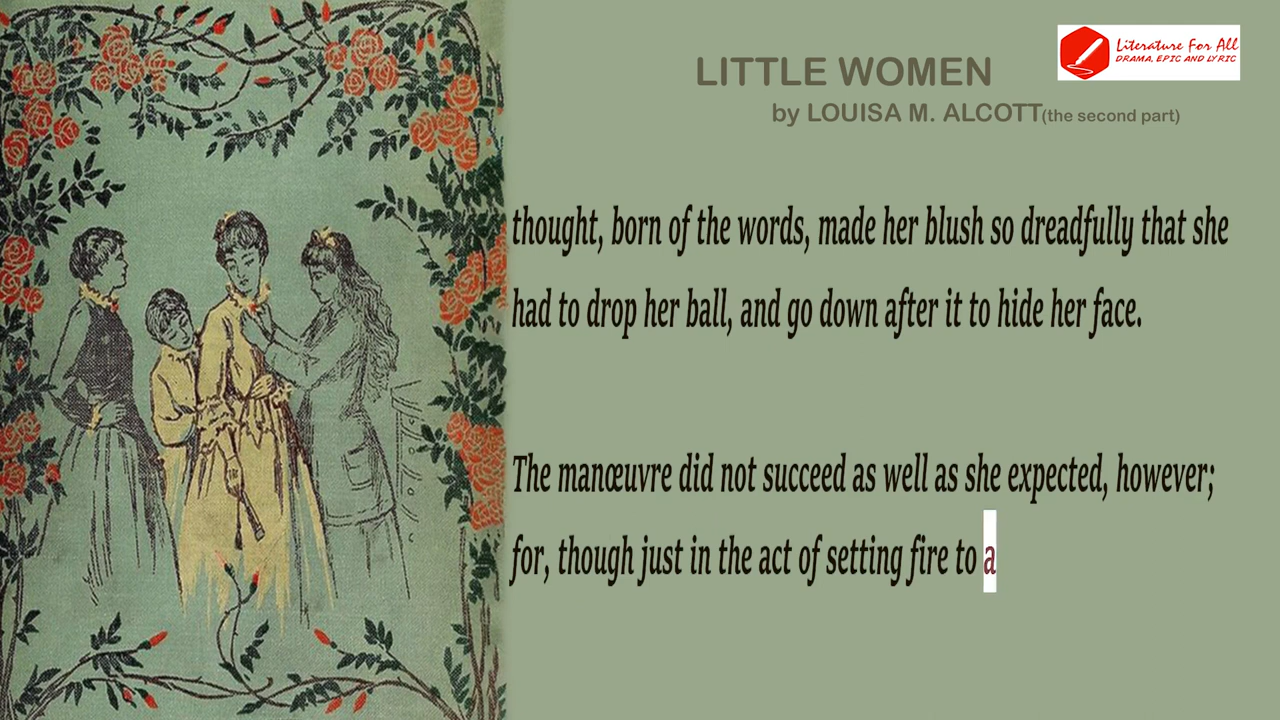 LITTLE WOMEN
by LOUISA M. ALCOTT(the second part)
Literature For All
DRAMA, EPIC AND LYRIC
thought, born of the words, made her blush so dreadfully that she
had to drop her ball, and go down after it to hide her face.
The manœuvre did not succeed as well as she expected, however;
for, though just in the act of setting fire to a